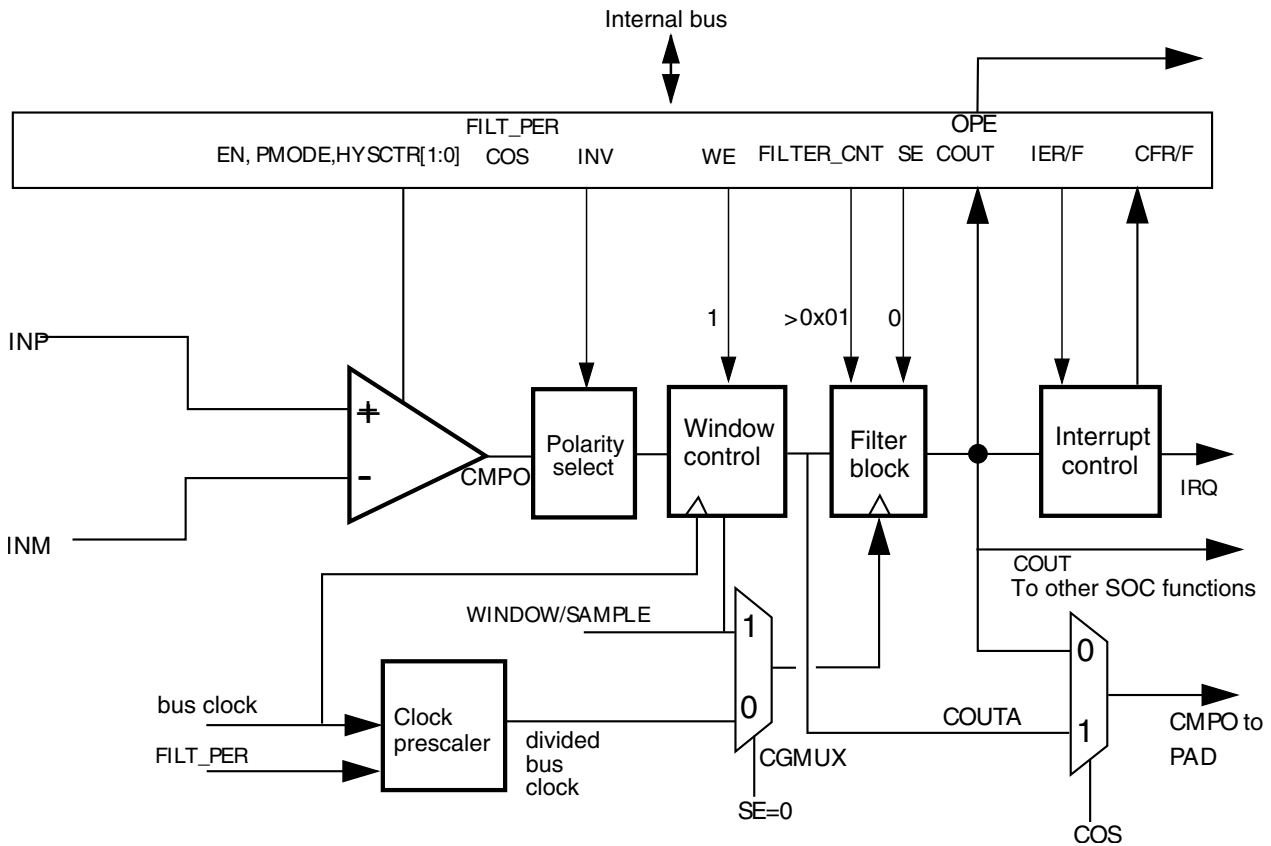 Internal bus
FILT_PER
OPE
EN, PMODE,HYSCTR[1:0]
COS
INV
WE
FILTER_CNT
SE
COUT
IER/F
CFR/F
1
>0x01
0
INP
+
-
INM
CMPO
Polarity
select
Window
control
Filter
block
Interrupt
control
IRQ
COUT
To other SOC functions
WINDOW/SAMPLE
1
0
CGMUX
SE=0
bus clock
FILT_PER
Clock
prescaler
divided
bus
clock
COUTA
0
1
CMPO to
PAD
COS